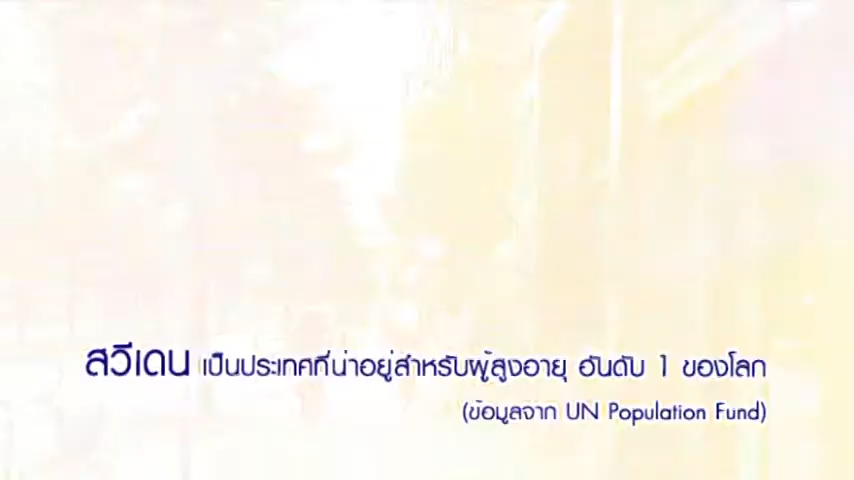 สวีเดน เป็นประเทศที่น่าอยู่สำหรับผู้สูงอายุ อันดับ 1 ของโลก
(ข้อมูลจาก UN Population Fund)